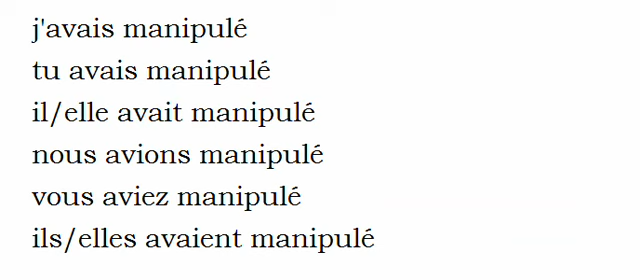 j'avais manipulé
tu avais manipulé
il/elle avait manipulé
nous avions manipulé
vous aviez manipulé
ils/elles avaient manipulé